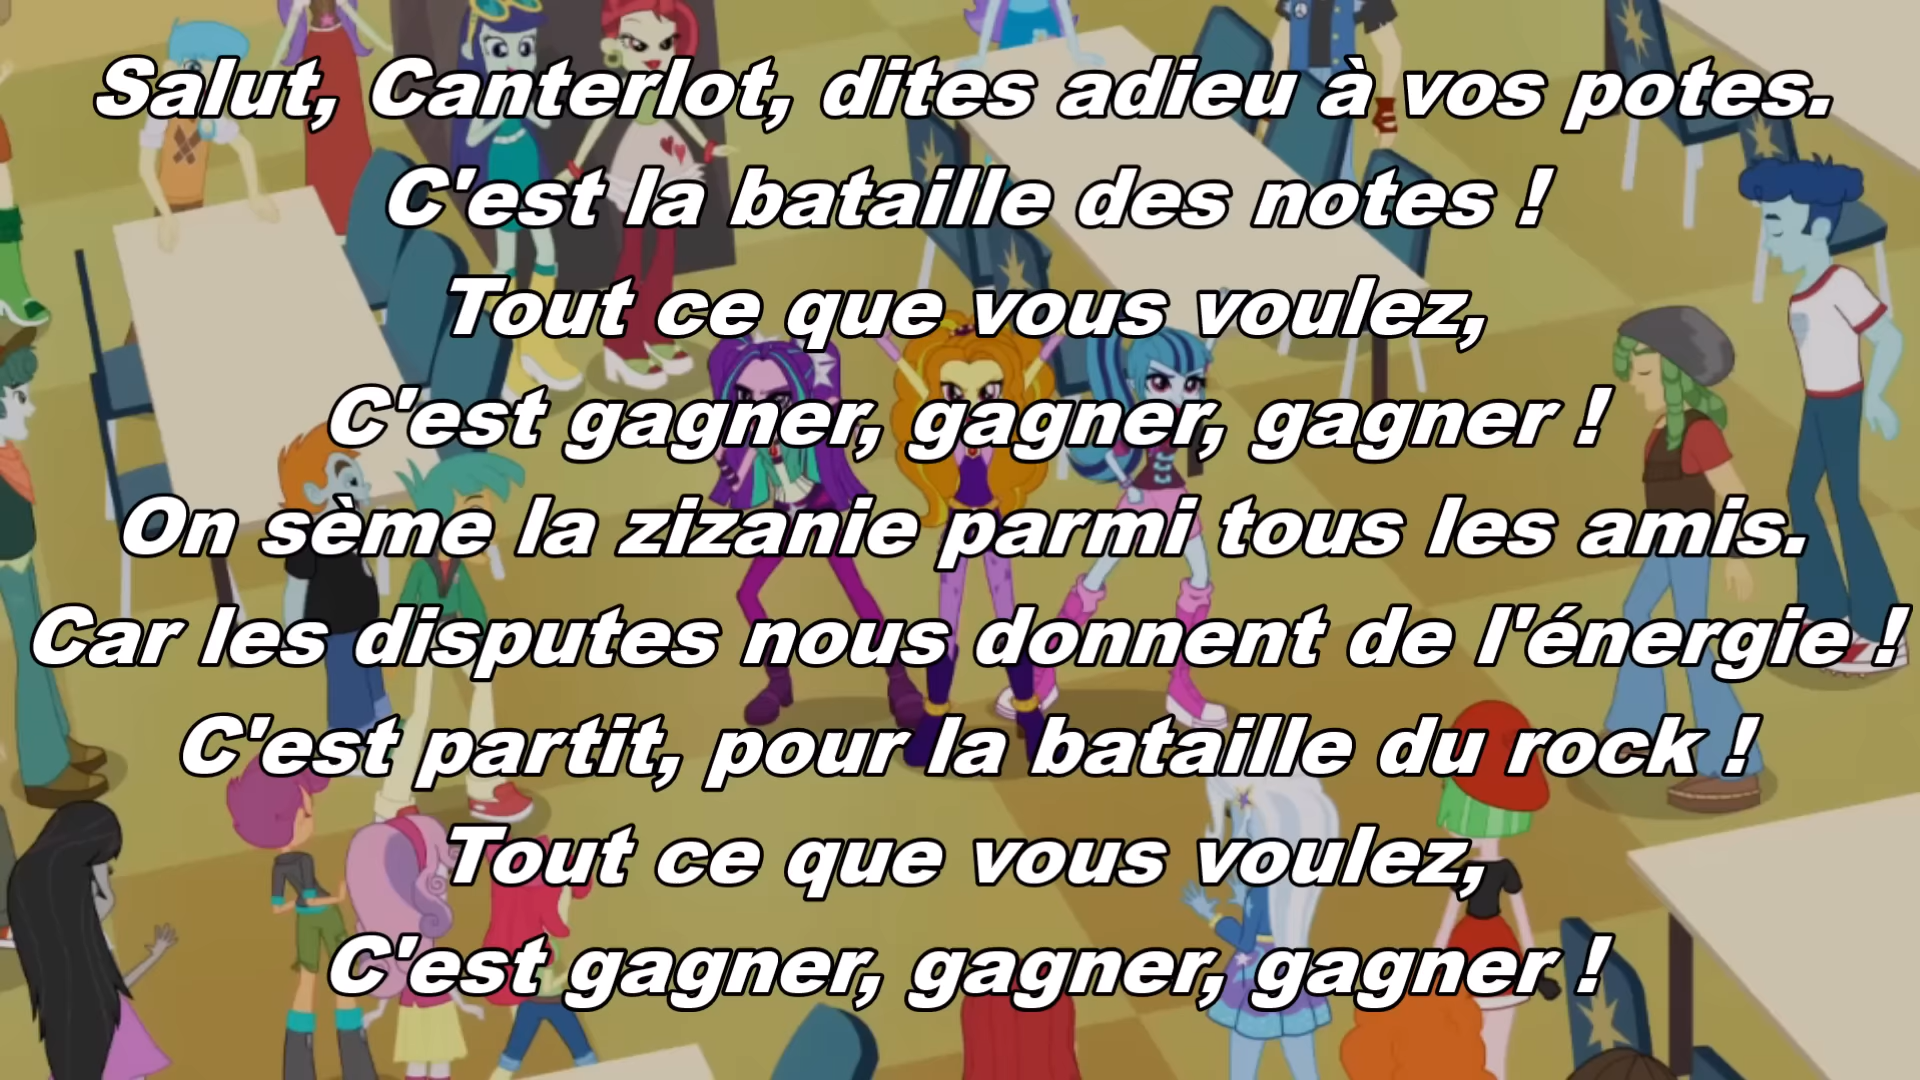 Salut, Canterlot, dites adieu à vos potes.
C'est la bataille des notes !
Tout ce que vous voulez,
C'est gagner, gagner, gagner !
On sème la zizanie parmi tous les amis.
Car les disputes nous donnent de l'énergie !
C'est partit, pour la bataille du rock !
Tout ce que vous voulez,
C'est gagner, gagner, gagner !